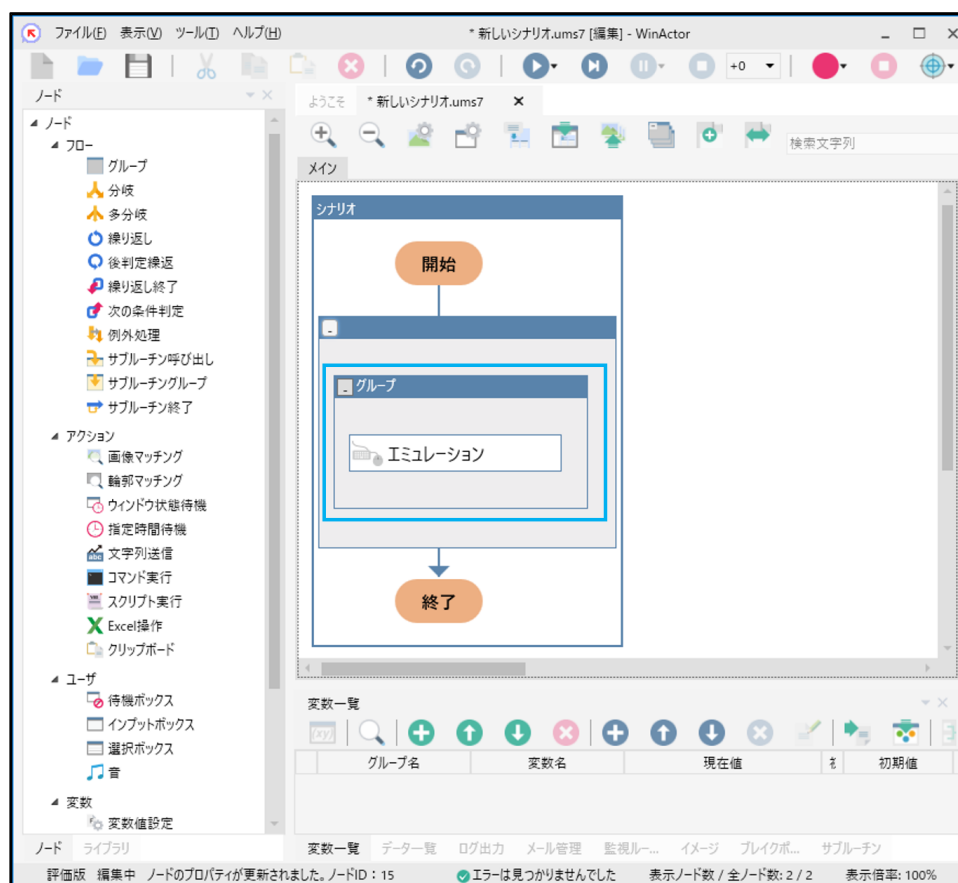 ファイル(F) 表示(V) ツール(T) ヘルプ(H)
* 新しいシナリオ.ums7 [編集] - WinActor
+0
ノード
ようこそ * 新しいシナリオ.ums7
検索文字列
メイン
ノード
フロー
グループ
分岐
多分岐
繰り返し
後判定繰返
繰り返し終了
次の条件判定
例外処理
サブルーチン呼び出し
サブルーチングループ
サブルーチン終了
アクション
画像マッチング
輪郭マッチング
ウィンドウ状態待機
指定時間待機
文字列送信
コマンド実行
スクリプト実行
Excel操作
クリップボード
ユーザ
待機ボックス
インプットボックス
選択ボックス
音
変数
変数値設定
ノード ライブラリ
シナリオ
開始
グループ
エミュレーション
終了
変数一覧
グループ名 変数名 現在値 初期値
変数一覧 データ一覧 ログ出力 メール管理 監視ルー... イメージ ブレイクポ... サブルーチン
評価版 編集中 ノードのプロパティが更新されました。ノードID：15 エラーは見つかりませんでした 表示ノード数 / 全ノード数: 2 / 2 表示倍率: 100%